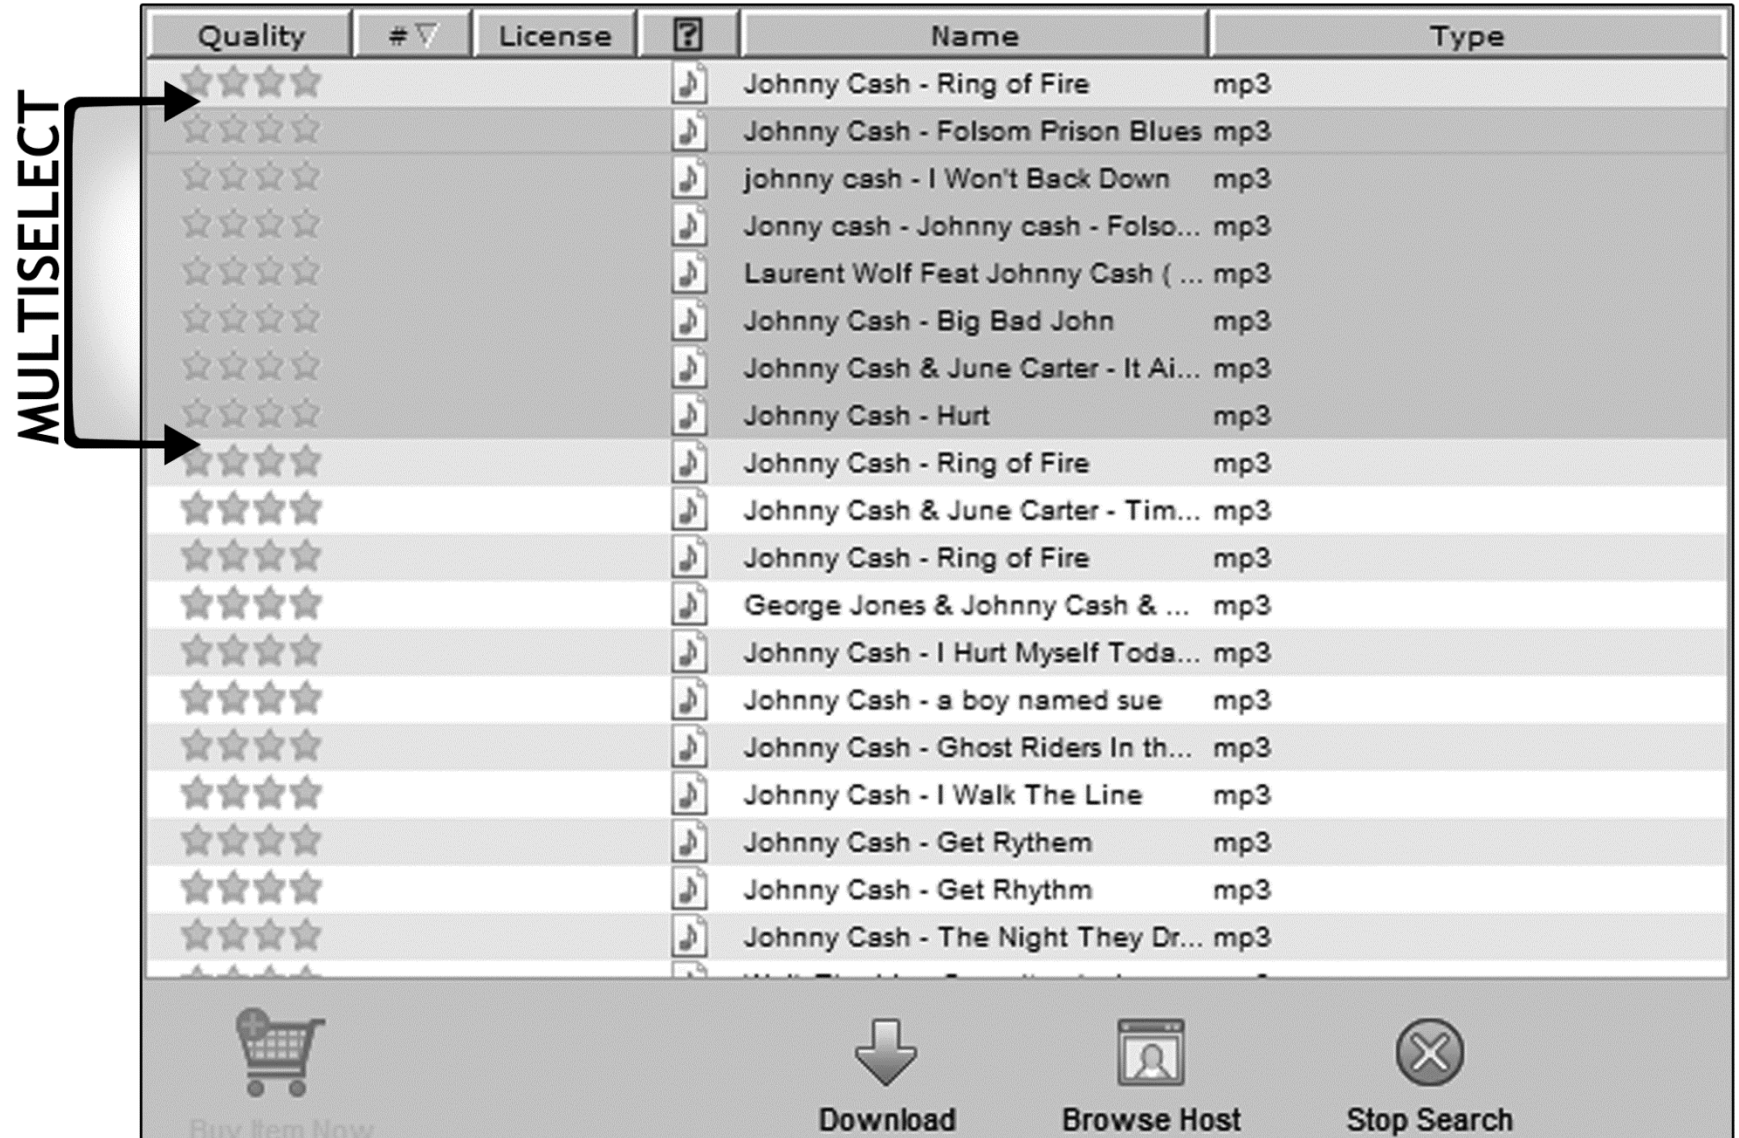 MULTISELECT
Quality # License ? Name Type
Johnny Cash - Ring of Fire mp3
Johnny Cash - Folsom Prison Blues mp3
johnny cash - I Won't Back Down mp3
Jonny cash - Johnny cash - Folso... mp3
Laurent Wolf Feat Johnny Cash ( ... mp3
Johnny Cash - Big Bad John mp3
Johnny Cash & June Carter - It Ai... mp3
Johnny Cash - Hurt mp3
Johnny Cash - Ring of Fire mp3
Johnny Cash & June Carter - Tim... mp3
Johnny Cash - Ring of Fire mp3
George Jones & Johnny Cash & ... mp3
Johnny Cash - I Hurt Myself Toda... mp3
Johnny Cash - a boy named sue mp3
Johnny Cash - Ghost Riders In th... mp3
Johnny Cash - I Walk The Line mp3
Johnny Cash - Get Rythem mp3
Johnny Cash - Get Rhythm mp3
Johnny Cash - The Night They Dr... mp3
Buy Item Now Download Browse Host Stop Search